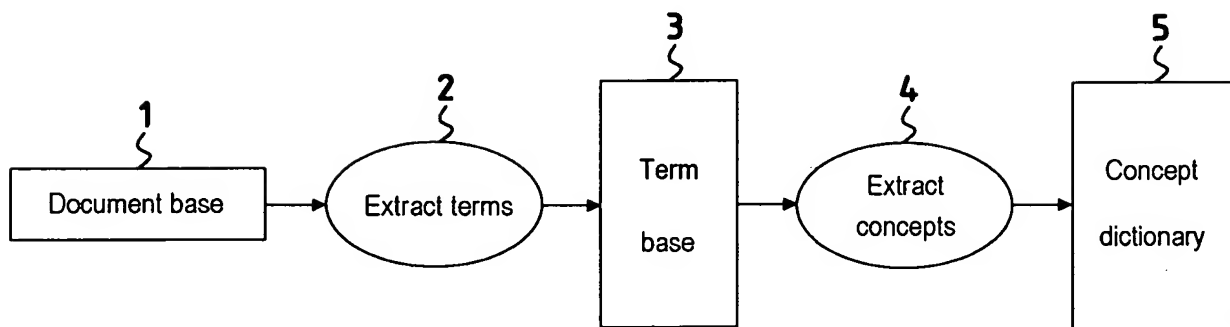 1
Document base
2
Extract terms
3
Term
base
4
Extract
concepts
5
Concept
dictionary